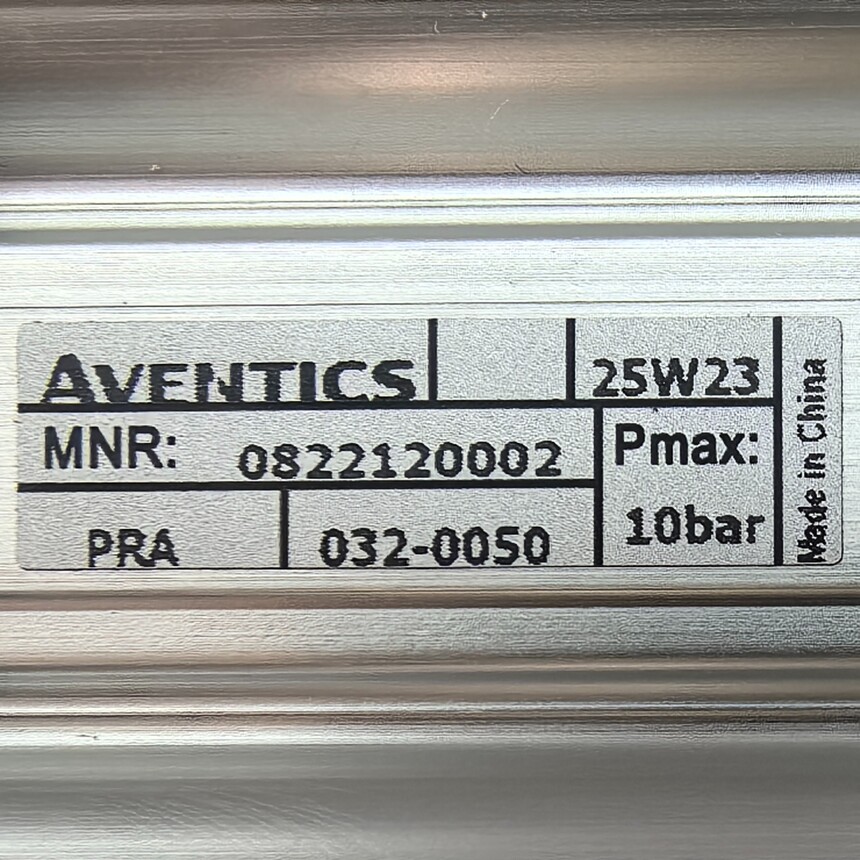 AVENTICS
25W23
MNR: 0822120002
Pmax:
10bar
PRA
032-0050
Made in China